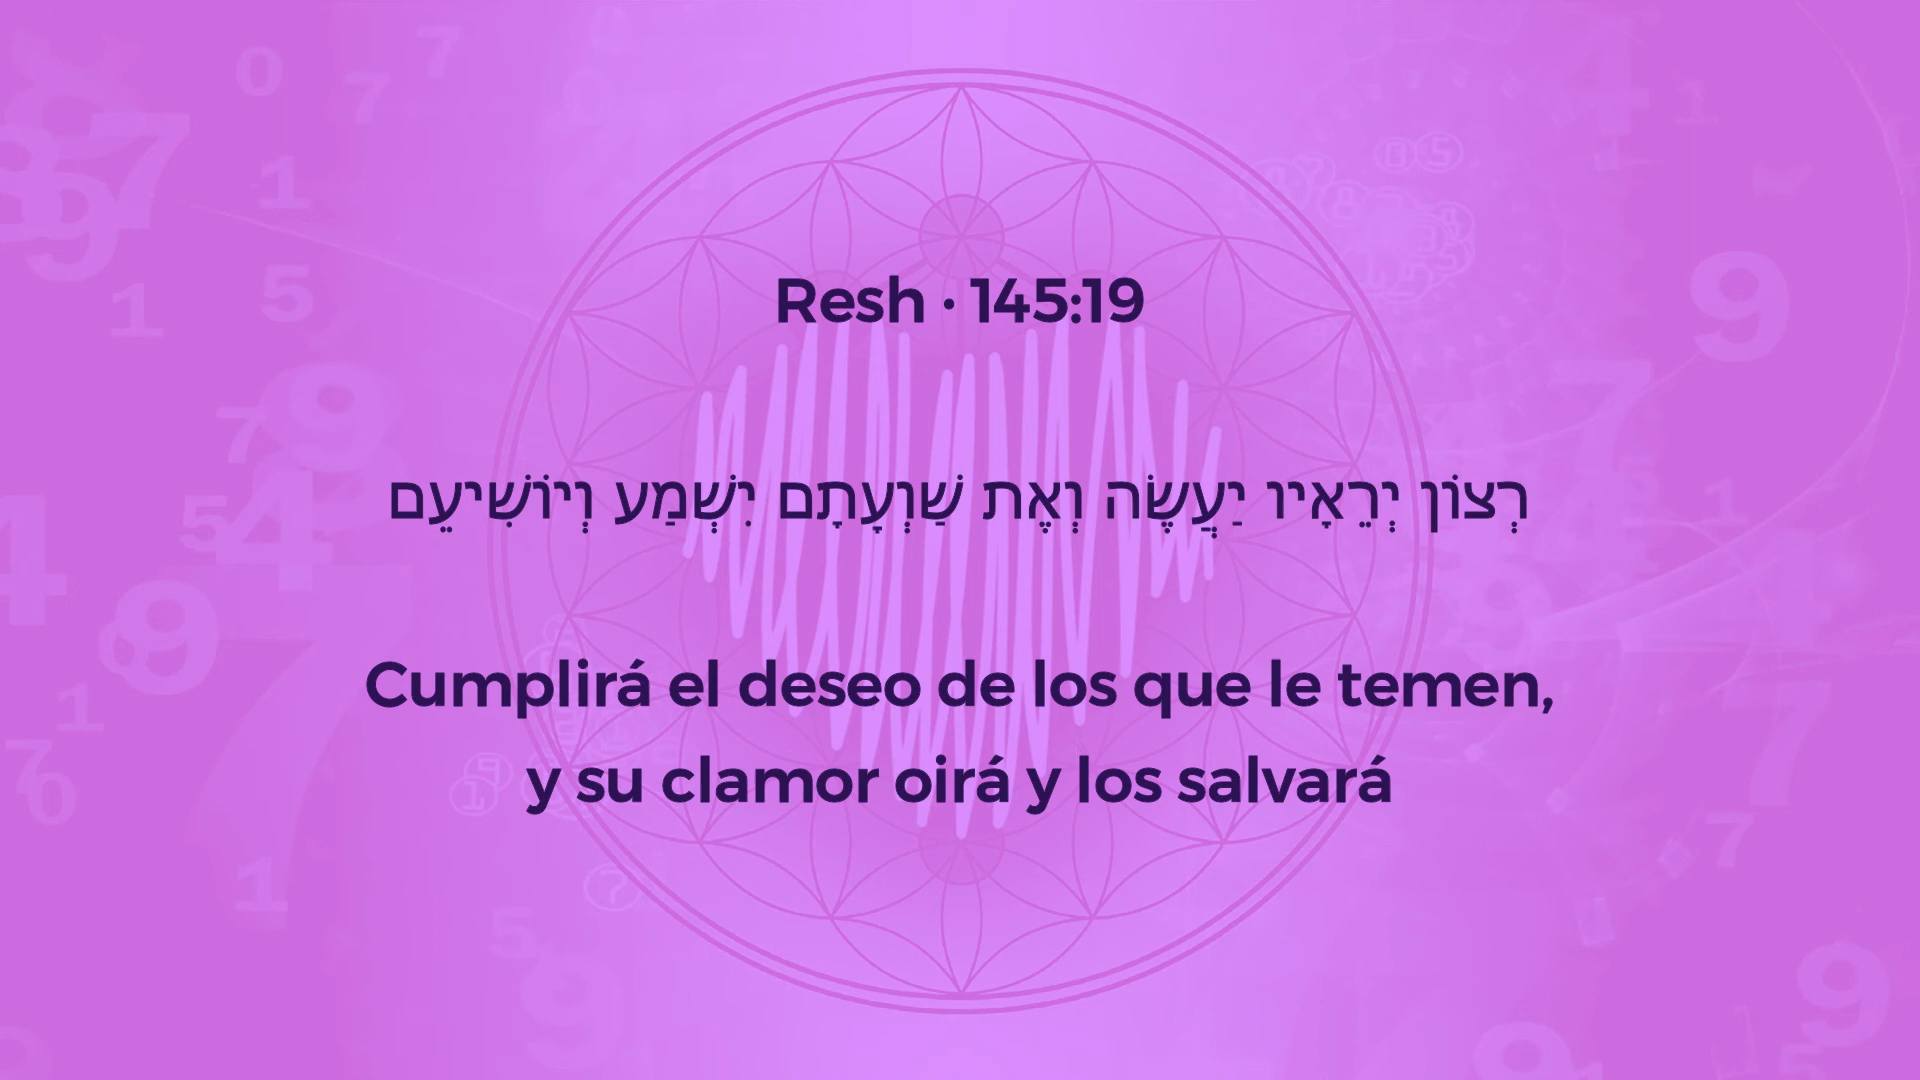 Resh · 145:19
רְצוֹן יְרֵאָיו יַעֲשֶׂה וְאֶת שַׁוְעָתָם יִשְׁמַע וְיוֹשִׁיעֵם
Cumplirá el deseo de los que le temen,
y su clamor oirá y los salvará